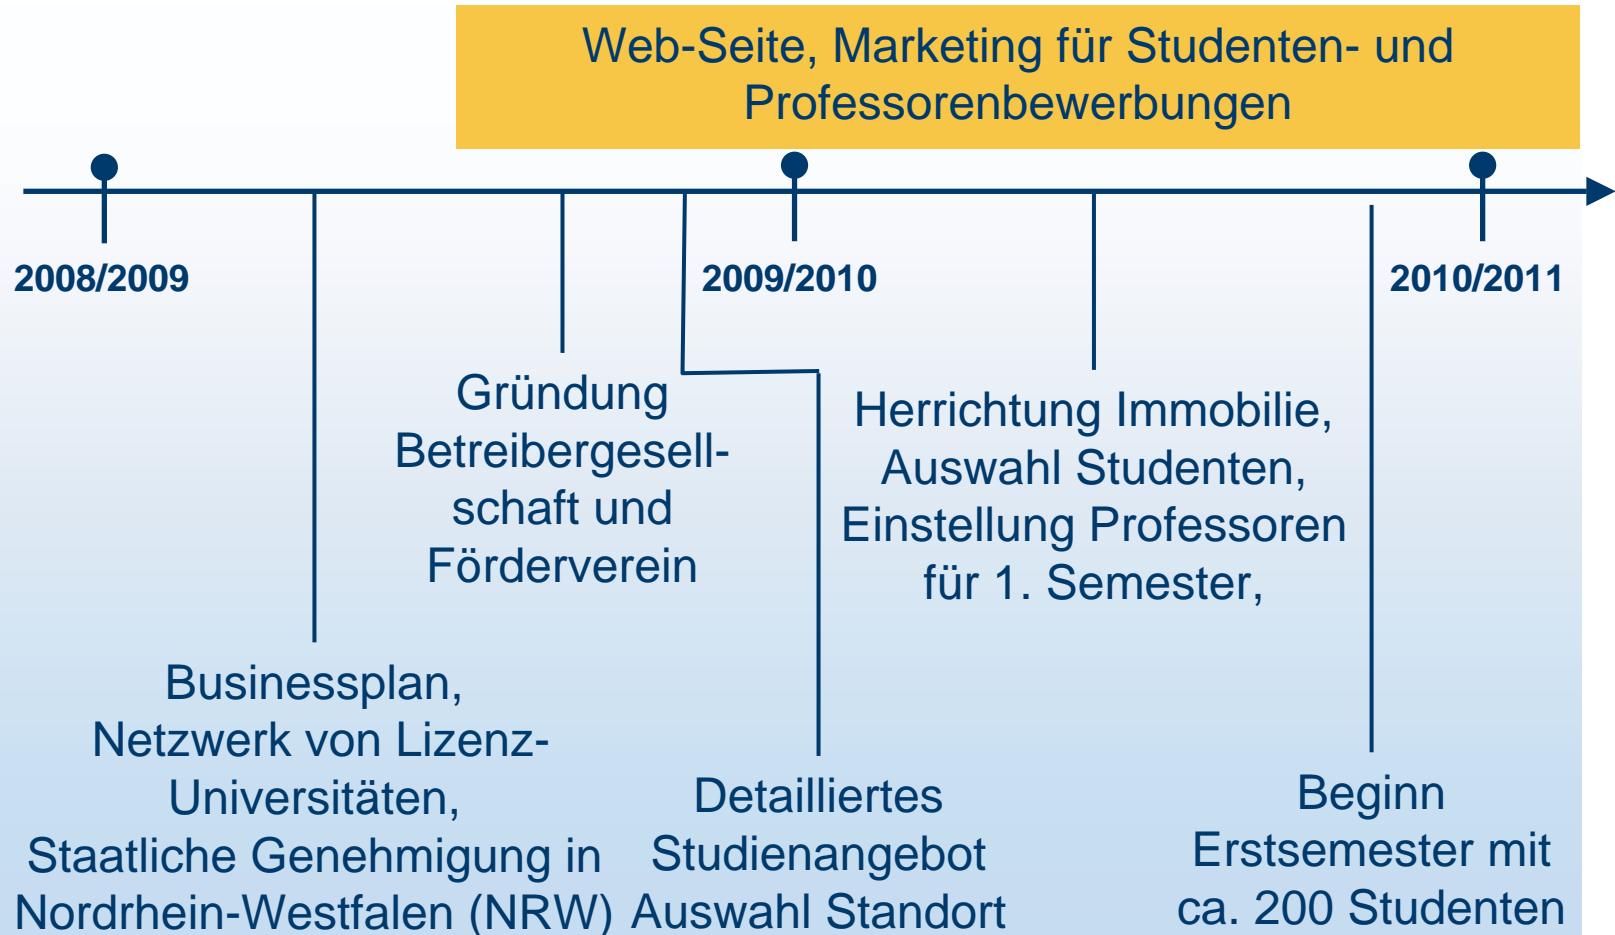 Web-Seite, Marketing für Studenten- und
Professorenbewerbungen
2008/2009
2009/2010
2010/2011
Gründung
Betreibergesell-
schaft und
Förderverein
Herrichtung Immobilie,
Auswahl Studenten,
Einstellung Professoren
für 1. Semester,
Businessplan,
Netzwerk von Lizenz-
Universitäten,
Staatliche Genehmigung in
Nordrhein-Westfalen (NRW)
Detailliertes
Studienangebot
Auswahl Standort
Beginn
Erstsemester mit
ca. 200 Studenten